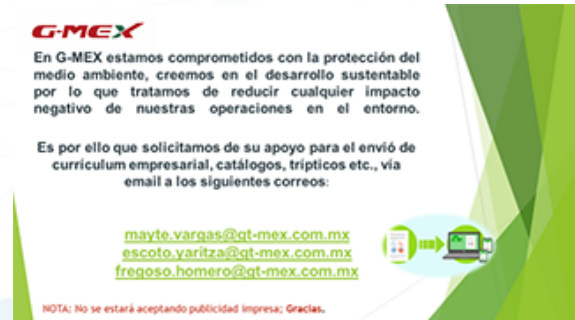 G-MEX
En G-MEX estamos comprometidos con la protección del
medio ambiente, creemos en el desarrollo sustentable
por lo que tratamos de reducir cualquier impacto
negativo de nuestras operaciones en el entorno.
Es por ello que solicitamos de su apoyo para el envió de
curriculum empresarial, catálogos, trípticos etc., vía
email a los siguientes correos:
mayte.vargas@gt-mex.com.mx
escoto.yaritza@gt-mex.com.mx
fregoso.homero@gt-mex.com.mx
NOTA: No se estará aceptando publicidad impresa; Gracias.